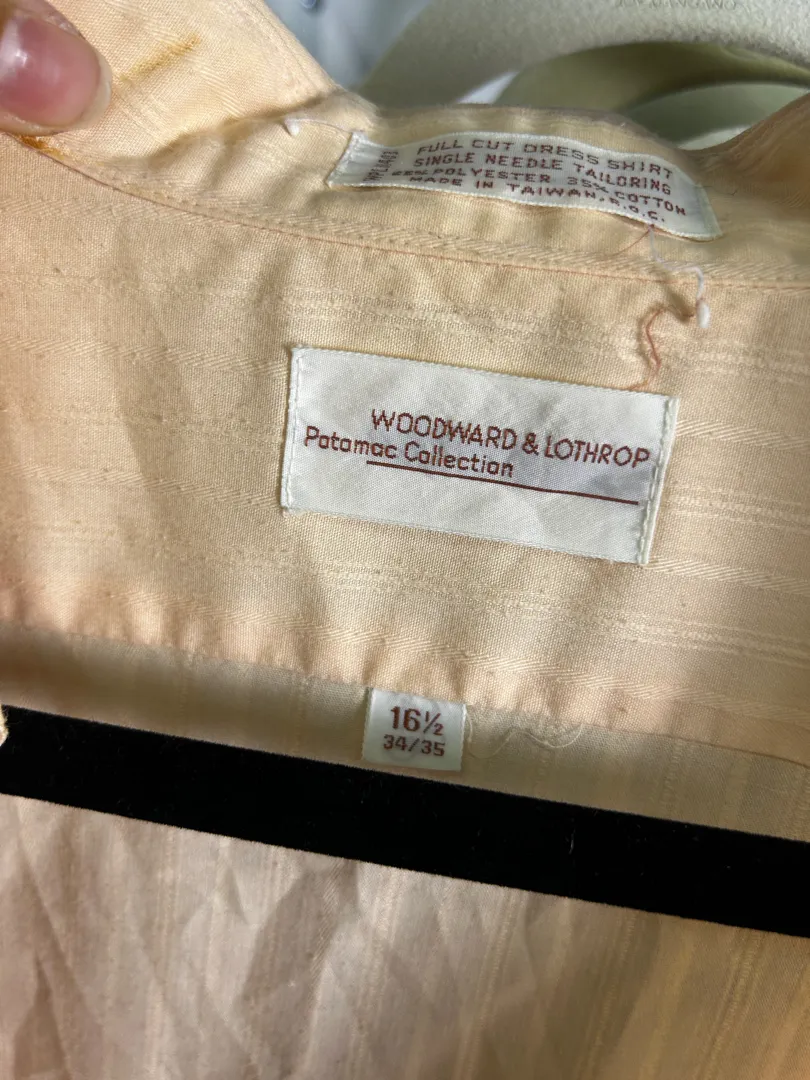 FULL CUT DRESS SHIRT
SINGLE NEEDLE TAILORING
65% POLYESTER 35% COTTON
MADE IN TAIWAN, R.O.C.
WOODWARD & LOTHROP
Potomac Collection
16½
34/35